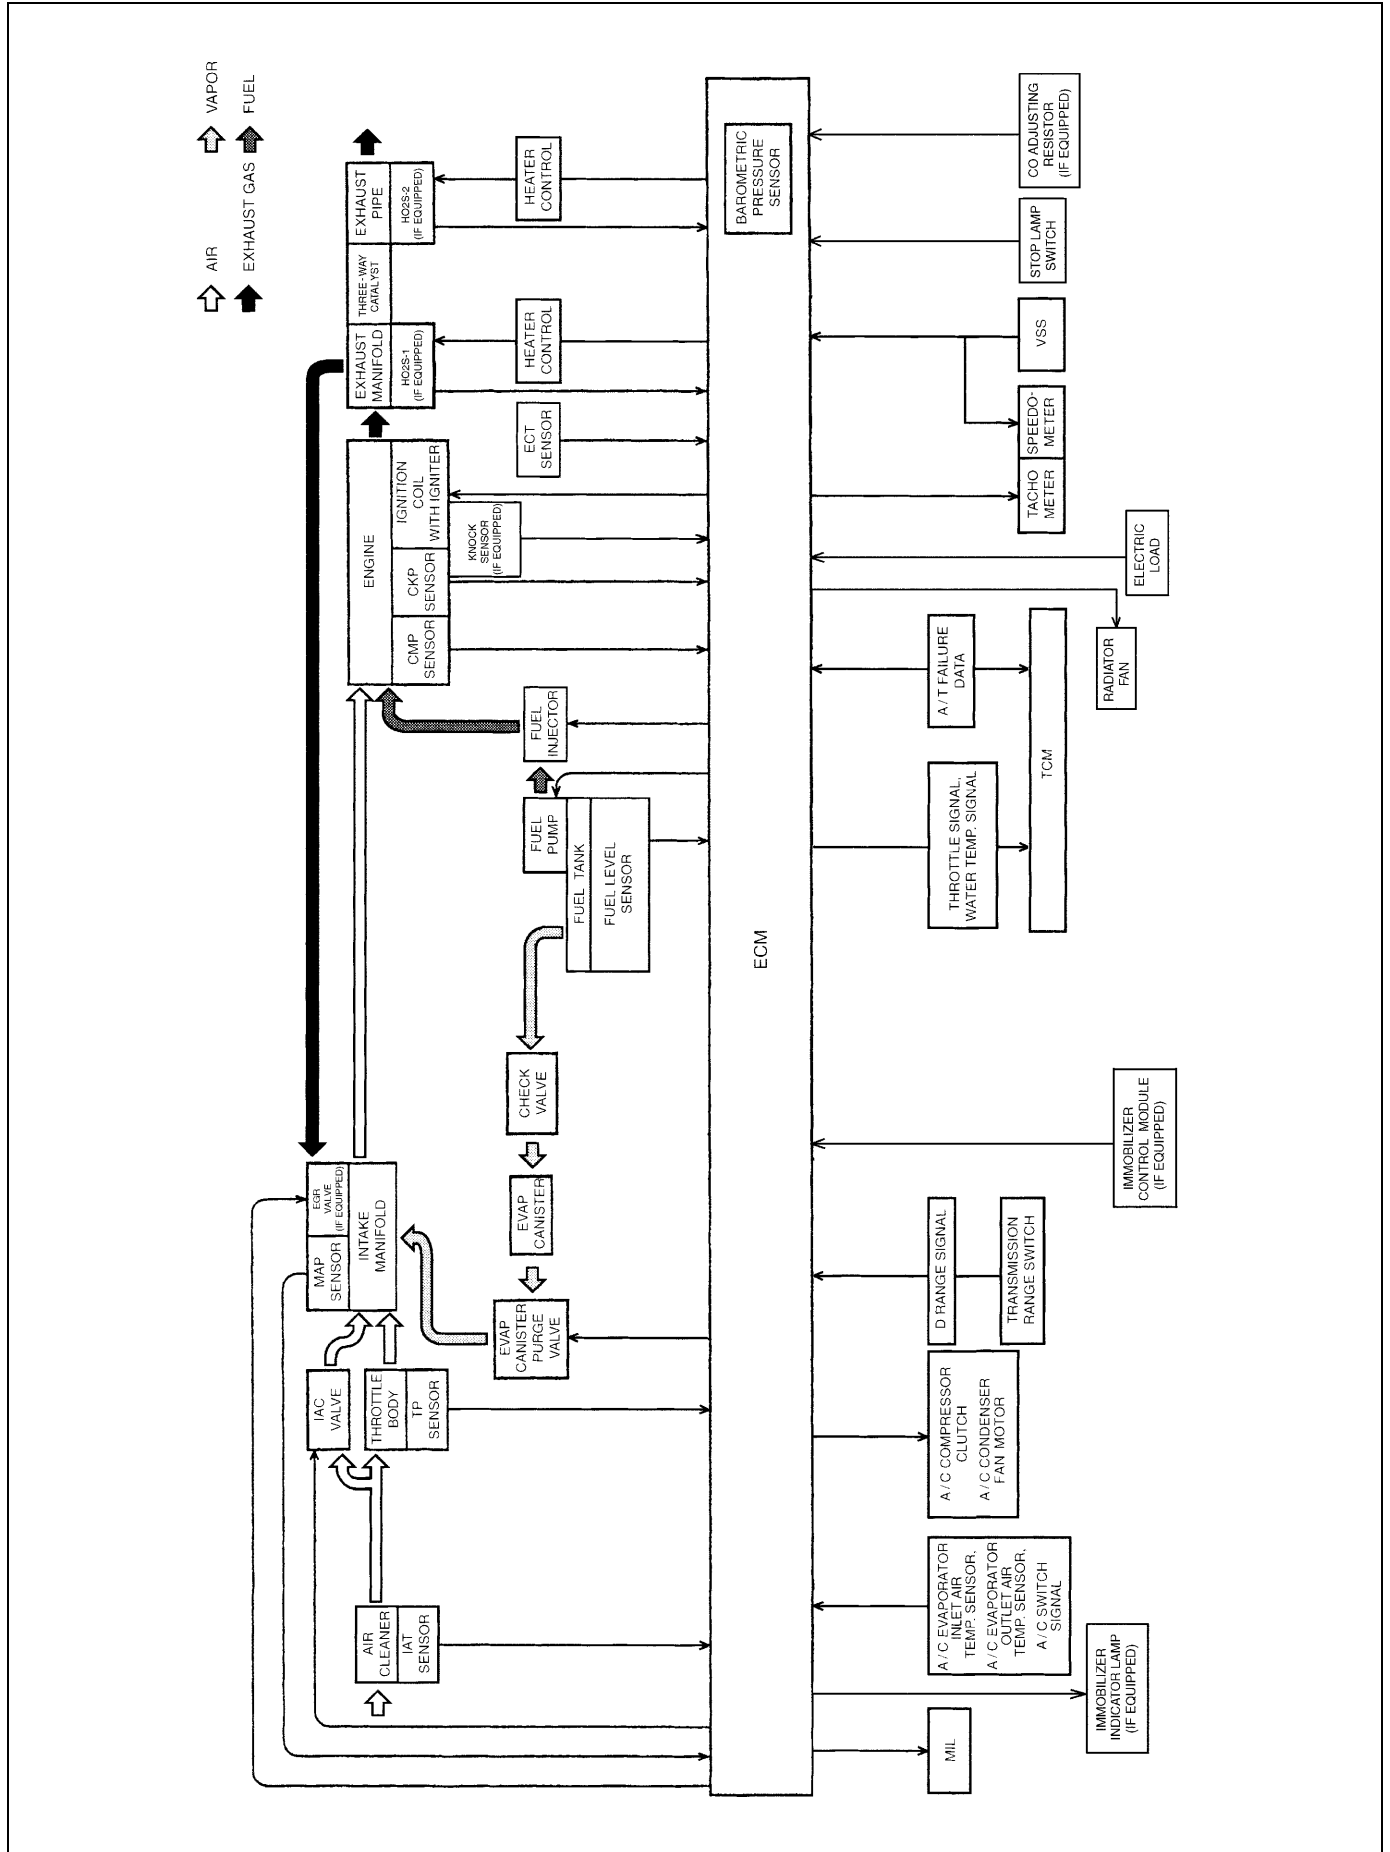 AIR
VAPOR
EXHAUST GAS
FUEL
AIR
CLEANER
IAT
SENSOR
IAC
VALVE
THROTTLE
BODY
TP
SENSOR
MAP
SENSOR
EGR
VALVE
(IF EQUIPPED)
INTAKE
MANIFOLD
ENGINE
CMP
SENSOR
CKP
SENSOR
IGNITION
COIL
WITH IGNITER
KNOCK
SENSOR
(IF EQUIPPED)
EXHAUST
MANIFOLD
HO2S-1
(IF EQUIPPED)
THREE-WAY
CATALYST
EXHAUST
PIPE
HO2S-2
(IF EQUIPPED)
EVAP
CANISTER
PURGE
VALVE
EVAP
CANISTER
CHECK
VALVE
FUEL
PUMP
FUEL TANK
FUEL LEVEL
SENSOR
FUEL
INJECTOR
ECT
SENSOR
HEATER
CONTROL
HEATER
CONTROL
ECM
BAROMETRIC
PRESSURE
SENSOR
MIL
IMMOBILIZER
INDICATOR LAMP
(IF EQUIPPED)
A/C EVAPORATOR
INLET AIR
TEMP. SENSOR,
A/C EVAPORATOR
OUTLET AIR
TEMP. SENSOR,
A/C SWITCH
SIGNAL
A/C COMPRESSOR
CLUTCH
A/C CONDENSER
FAN MOTOR
D RANGE SIGNAL
TRANSMISSION
RANGE SWITCH
IMMOBILIZER
CONTROL MODULE
(IF EQUIPPED)
THROTTLE SIGNAL,
WATER TEMP. SIGNAL
A/T FAILURE
DATA
TCM
RADIATOR
FAN
ELECTRIC
LOAD
TACHO
METER
SPEEDO-
METER
VSS
STOP LAMP
SWITCH
CO ADJUSTING
RESISTOR
(IF EQUIPPED)